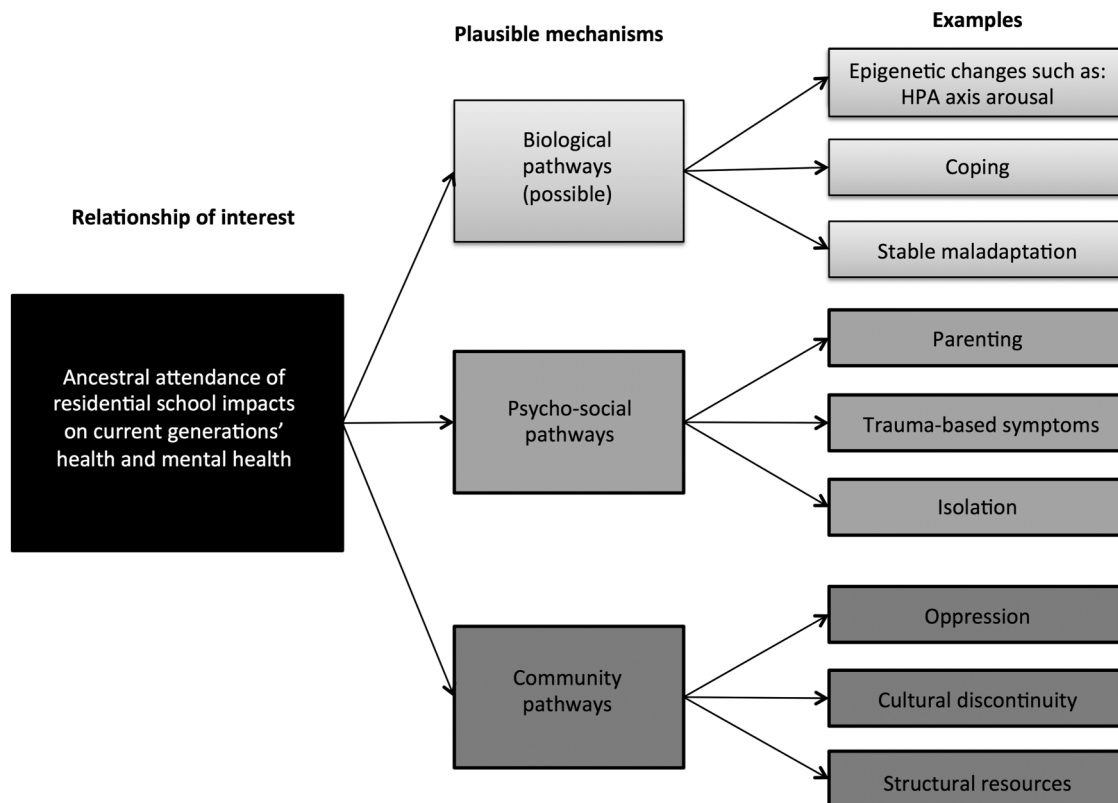 Relationship of interest
Ancestral attendance of
residential school impacts
on current generations'
health and mental health
Plausible mechanisms
Biological
pathways
(possible)
Psycho-social
pathways
Community
pathways
Examples
Epigenetic changes such as:
HPA axis arousal
Coping
Stable maladaptation
Parenting
Trauma-based symptoms
Isolation
Oppression
Cultural discontinuity
Structural resources